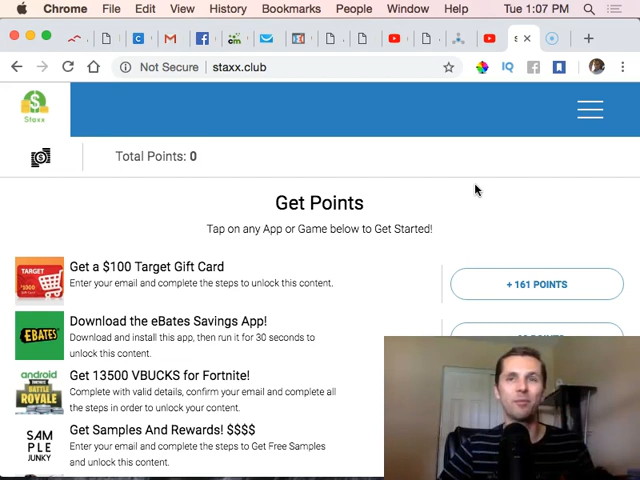 Chrome File Edit View History Bookmarks People Window Help Tue 1:07 PM
Not Secure staxx.club
Staxx
Total Points: 0
Get Points
Tap on any App or Game below to Get Started!
Get a $100 Target Gift Card
Enter your email and complete the steps to unlock this content.
+ 161 POINTS
TARGET
Download the eBates Savings App!
Download and install this app, then run it for 30 seconds to
unlock this content.
EBATES
Get 13500 VBUCKS for Fortnite!
Complete with valid details, confirm your email and complete all
the steps in order to unlock your content.
android
BATTLE
ROYALE
Get Samples And Rewards! $$$$
Enter your email and complete the steps to Get Free Samples
and unlock this content.
SAM
PLE
JUNKY